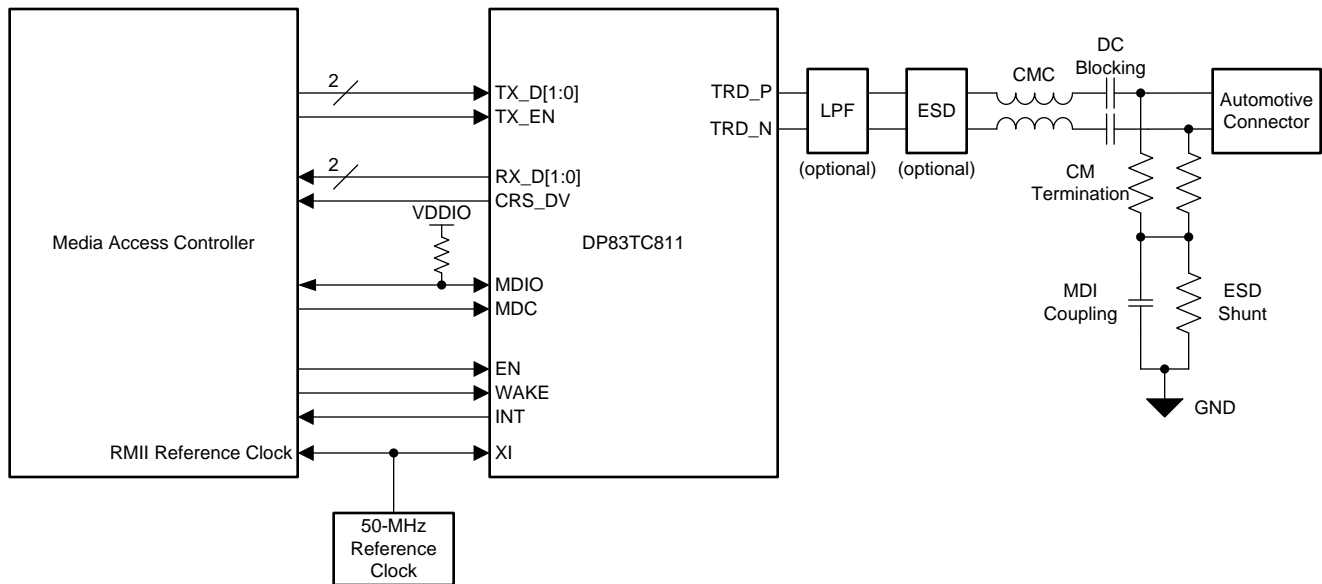 Media Access Controller
RMII Reference Clock
2
2
VDDIO
50-MHz
Reference
Clock
TX_D[1:0]
TX_EN
RX_D[1:0]
CRS_DV
MDIO
MDC
EN
WAKE
INT
XI
DP83TC811
TRD_P
TRD_N
LPF
(optional)
ESD
(optional)
CMC
DC
Blocking
Automotive
Connector
CM
Termination
MDI
Coupling
ESD
Shunt
GND